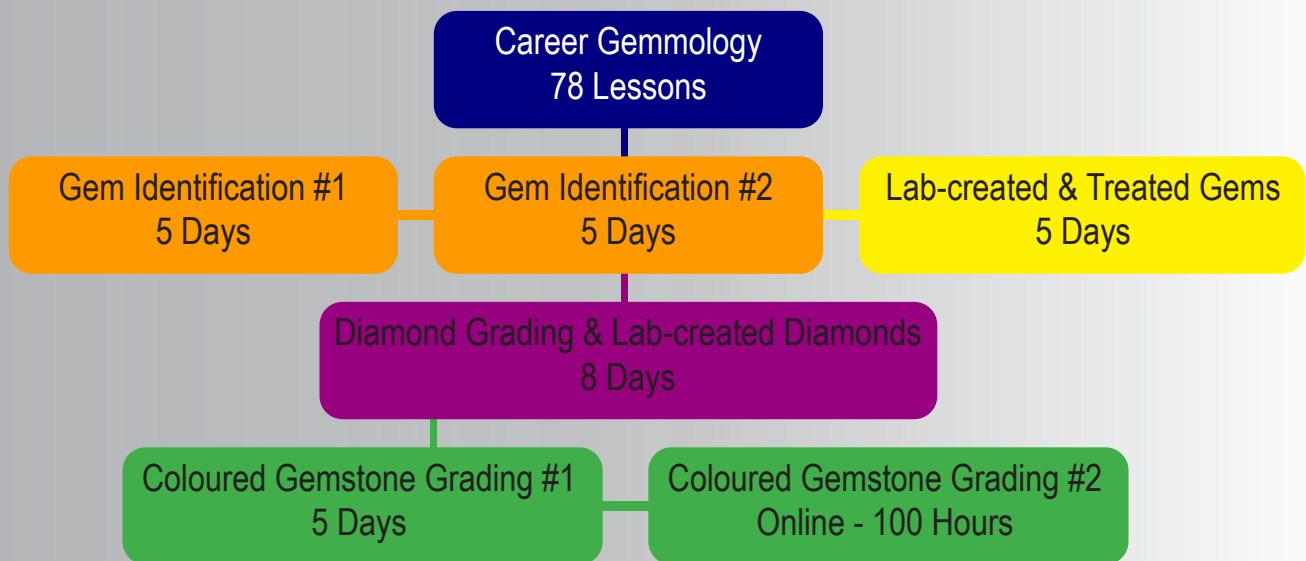 Career Gemmology
78 Lessons
Gem Identification #1
5 Days
Gem Identification #2
5 Days
Lab-created & Treated Gems
5 Days
Diamond Grading & Lab-created Diamonds
8 Days
Coloured Gemstone Grading #1
5 Days
Coloured Gemstone Grading #2
Online - 100 Hours